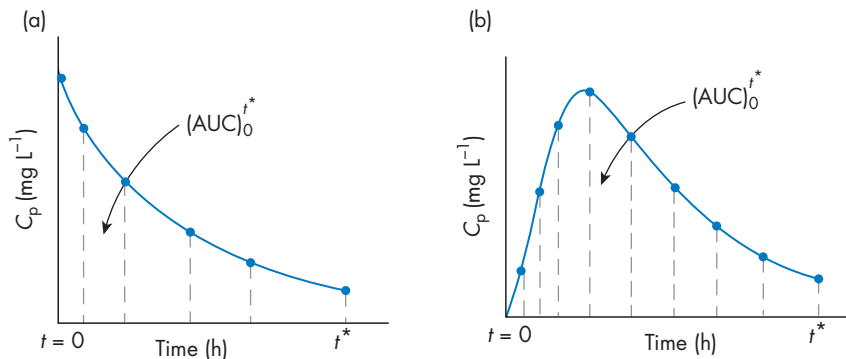 (a)
(AUC)₀ᵗ*
Cₚ (mg L⁻¹)
t = 0
Time (h)
t*
(b)
(AUC)₀ᵗ*
Cₚ (mg L⁻¹)
t = 0
Time (h)
t*